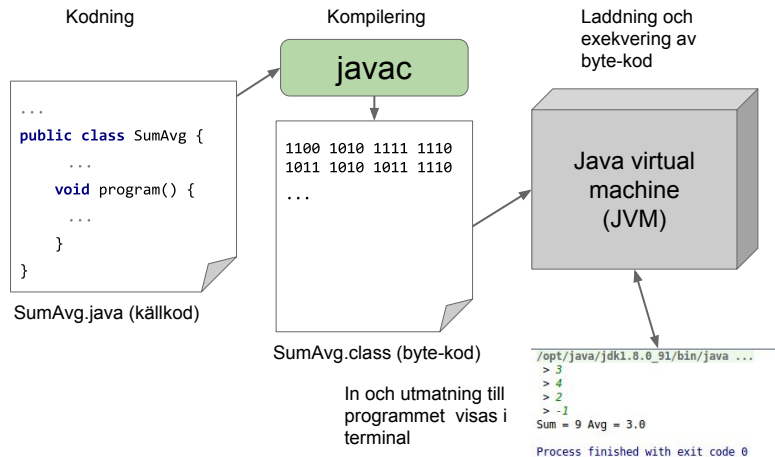 Kodning
Kompilering
Laddning och
exekvering av
byte-kod
javac
...
public class SumAvg {
...
void program() {
...
}
}
SumAvg.java (källkod)
1100 1010 1111 1110
1011 1010 1011 1110
...
SumAvg.class (byte-kod)
Java virtual
machine
(JVM)
In och utmatning till
programmet visas i
terminal
/opt/java/jdk1.8.0_91/bin/java ...
> 3
> 4
> 2
> -1
Sum = 9 Avg = 3.0
Process finished with exit code 0